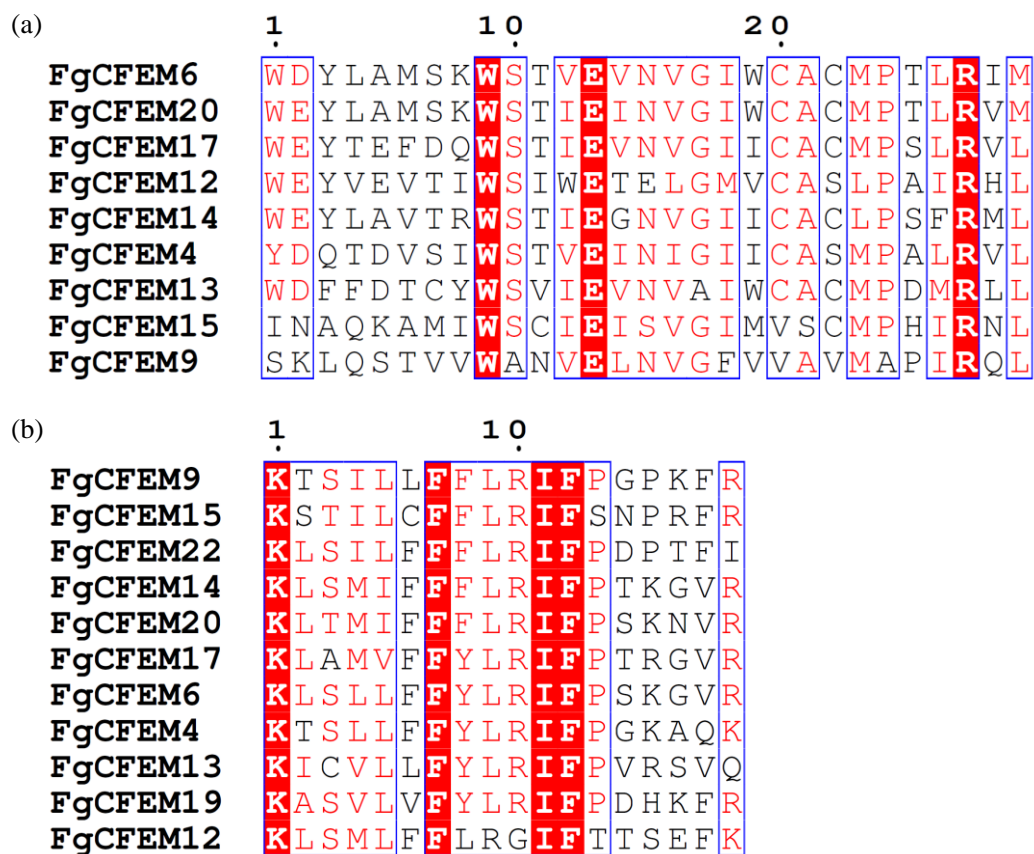 (a)
1 10 20
FgCFEM6 WDYLAMSKWSTVEVNVGIWCACMPTLRIM
FgCFEM20 WEYLAMSKWSTIEINVGIWCACMPTLRVM
FgCFEM17 WEYTEFDQWSTIEVNVGIICACMPSLRVL
FgCFEM12 WEYVEVTIWSIWETELGMVCASLPAIRHL
FgCFEM14 WEYLAVTRWSTIEGNVGIICACLPSFRML
FgCFEM4 YDQTDVSIWSTVEINIGIICASMPALRVL
FgCFEM13 WDFFDTCYWSVIEVNVAIWCACMPDMRLL
FgCFEM15 INAQKAMIWSCIEISVGIMVSCMPHIRNL
FgCFEM9 SKLQSTVVWANVELNVGFVVAVMAPIRQL
(b)
1 10
FgCFEM9 KTSILLFFLRIFPGPKFR
FgCFEM15 KSTILCFFLRIFSNPRFR
FgCFEM22 KLSILFFFLRIFPDPTFI
FgCFEM14 KLSMIFFFLRIFPTKGVR
FgCFEM20 KLTMIFFFLRIFPSKNVR
FgCFEM17 KLAMVFFYLRIFPTRGVR
FgCFEM6 KLSLLFFYLRIFPSKGVR
FgCFEM4 KTSLLFFYLRIFPGKAQK
FgCFEM13 KICVLLFYLRIFPVRSVQ
FgCFEM19 KASVLVFYLRIFPDHKFR
FgCFEM12 KLSMLFFLRGIFTTSEFK